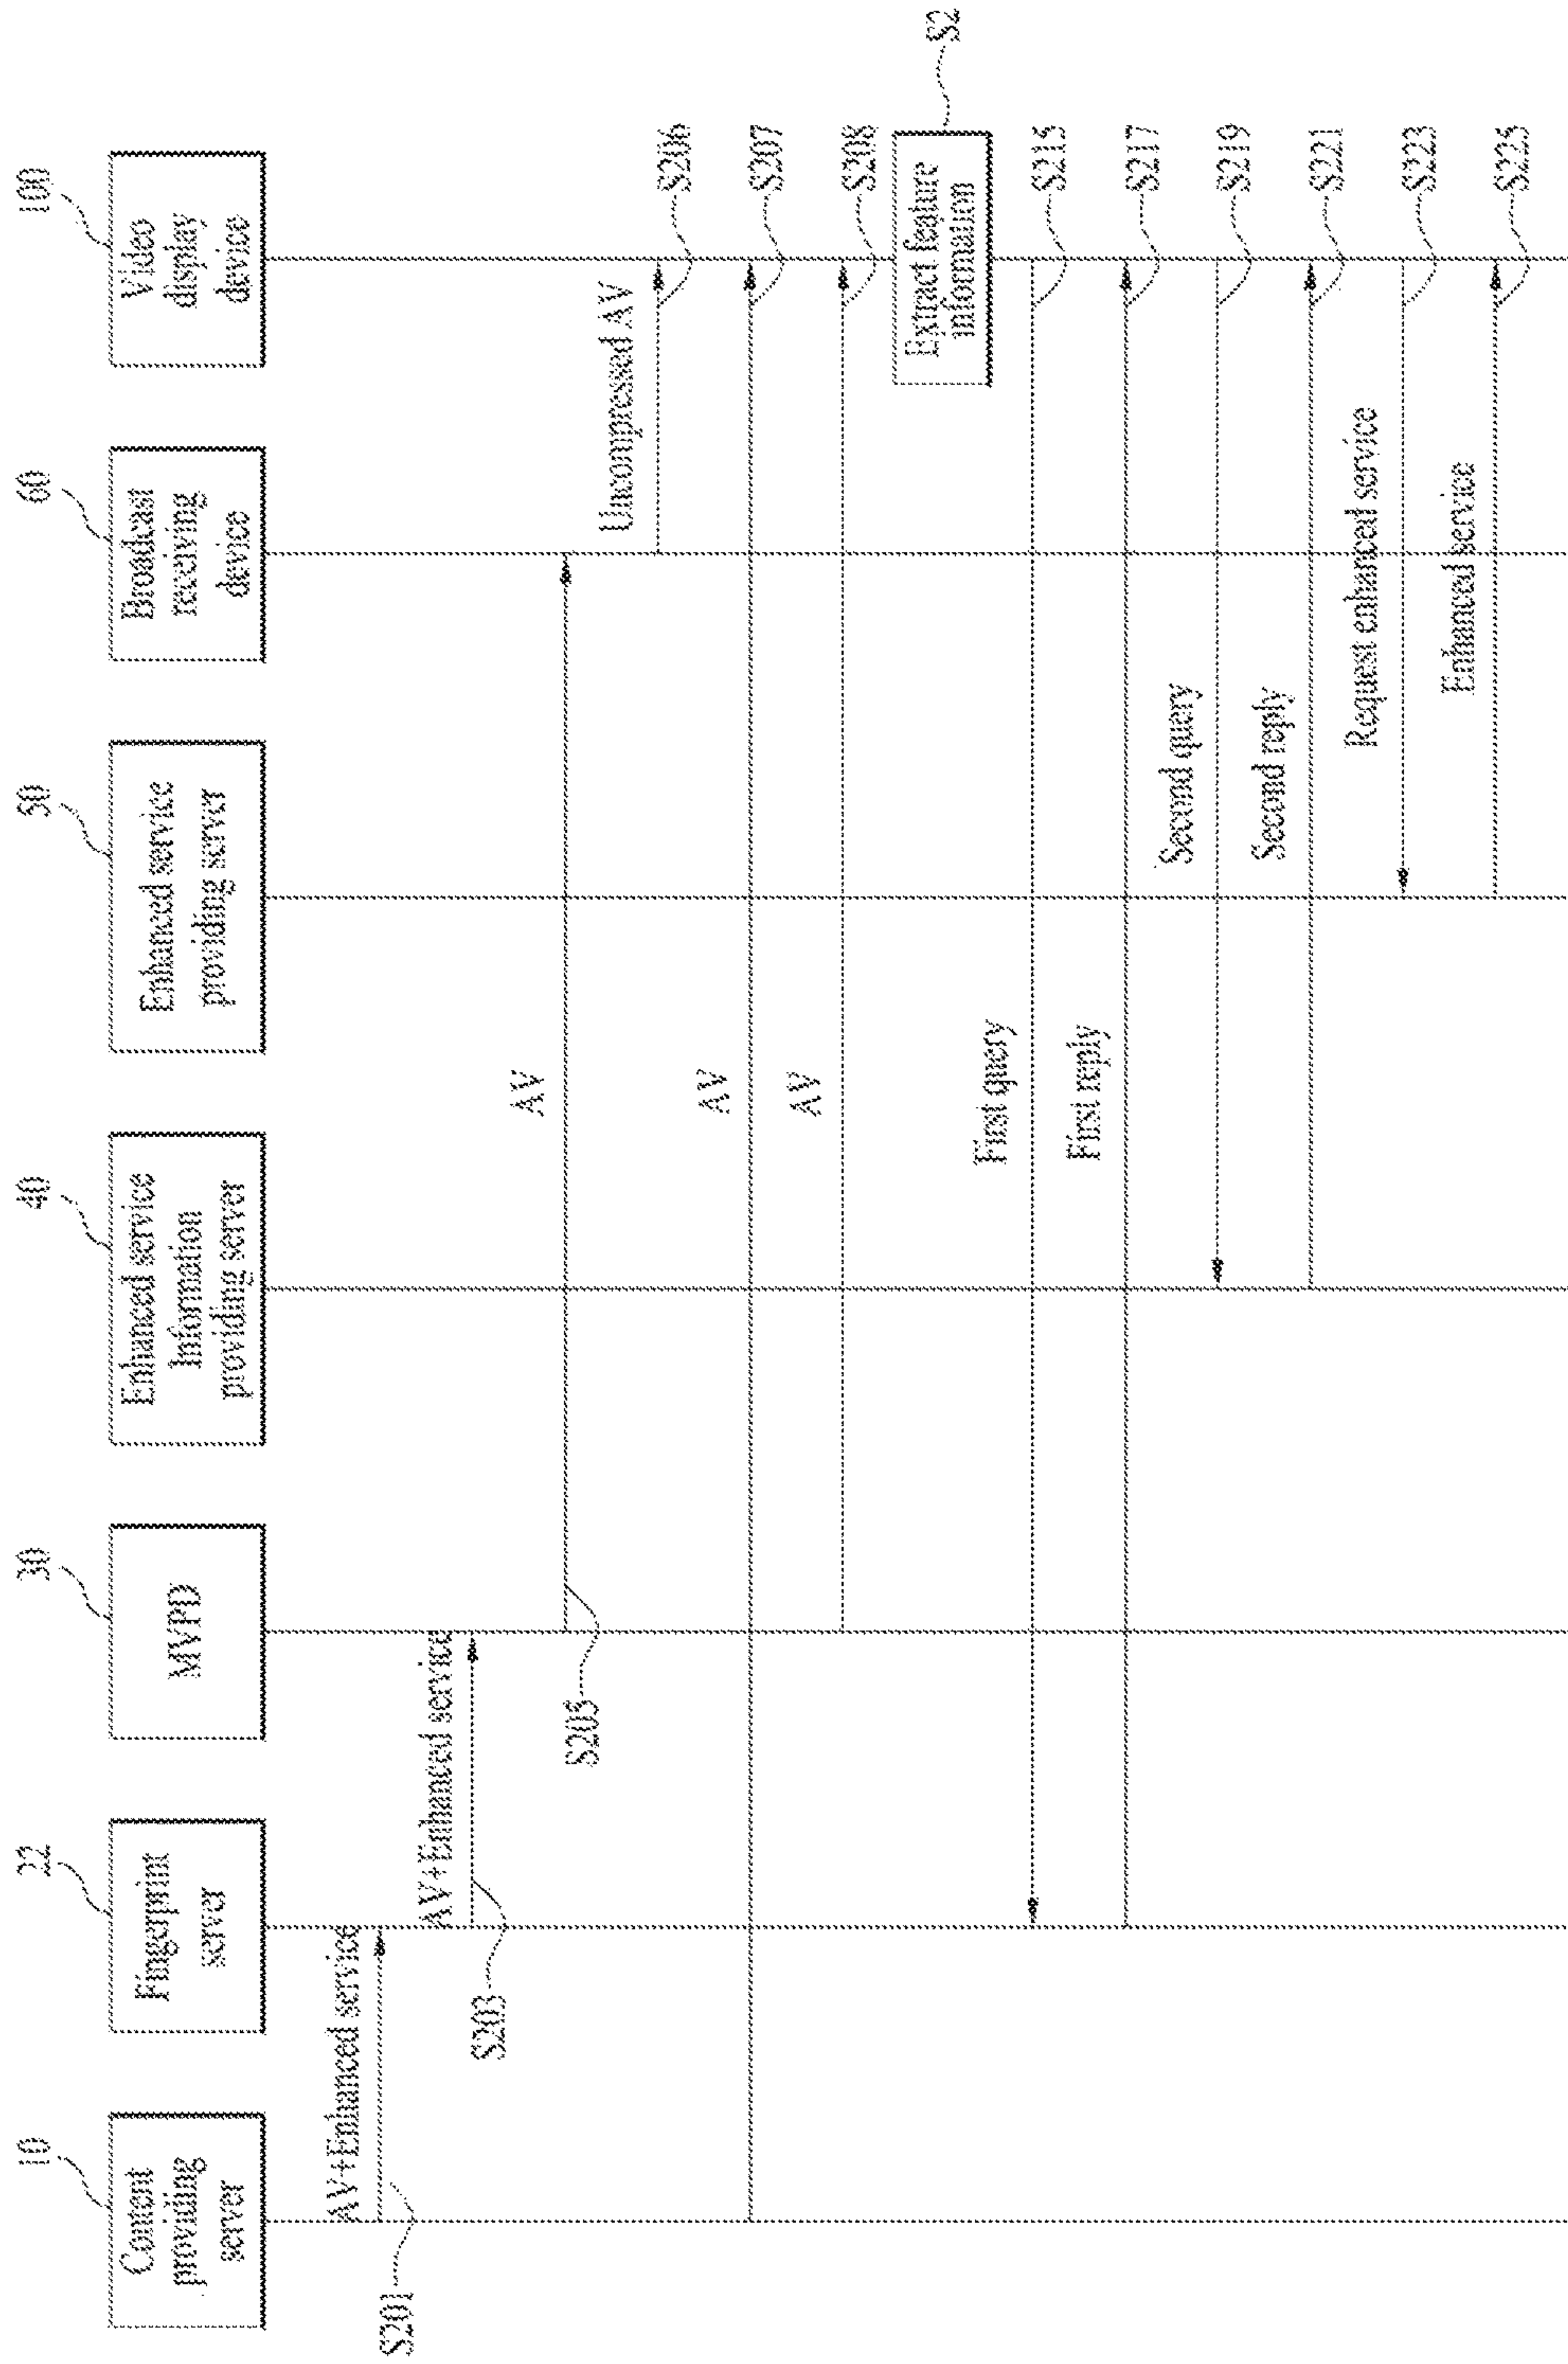 10
Content
providing
server
22
Fingerprint
server
30
MVPD
40
Enhanced service
Information
providing server
50
Enhanced service
providing server
60
Broadcast
receiving
device
100
Video
display
device
AV+Enhanced service
S201
AV+Enhanced service
S203
AV
S205
Uncompressed AV
S206
AV
S207
AV
S208
Extract feature
information
S2
First query
S215
First reply
S217
Second query
S219
Second reply
S221
Request enhanced service
S223
Enhanced service
S225